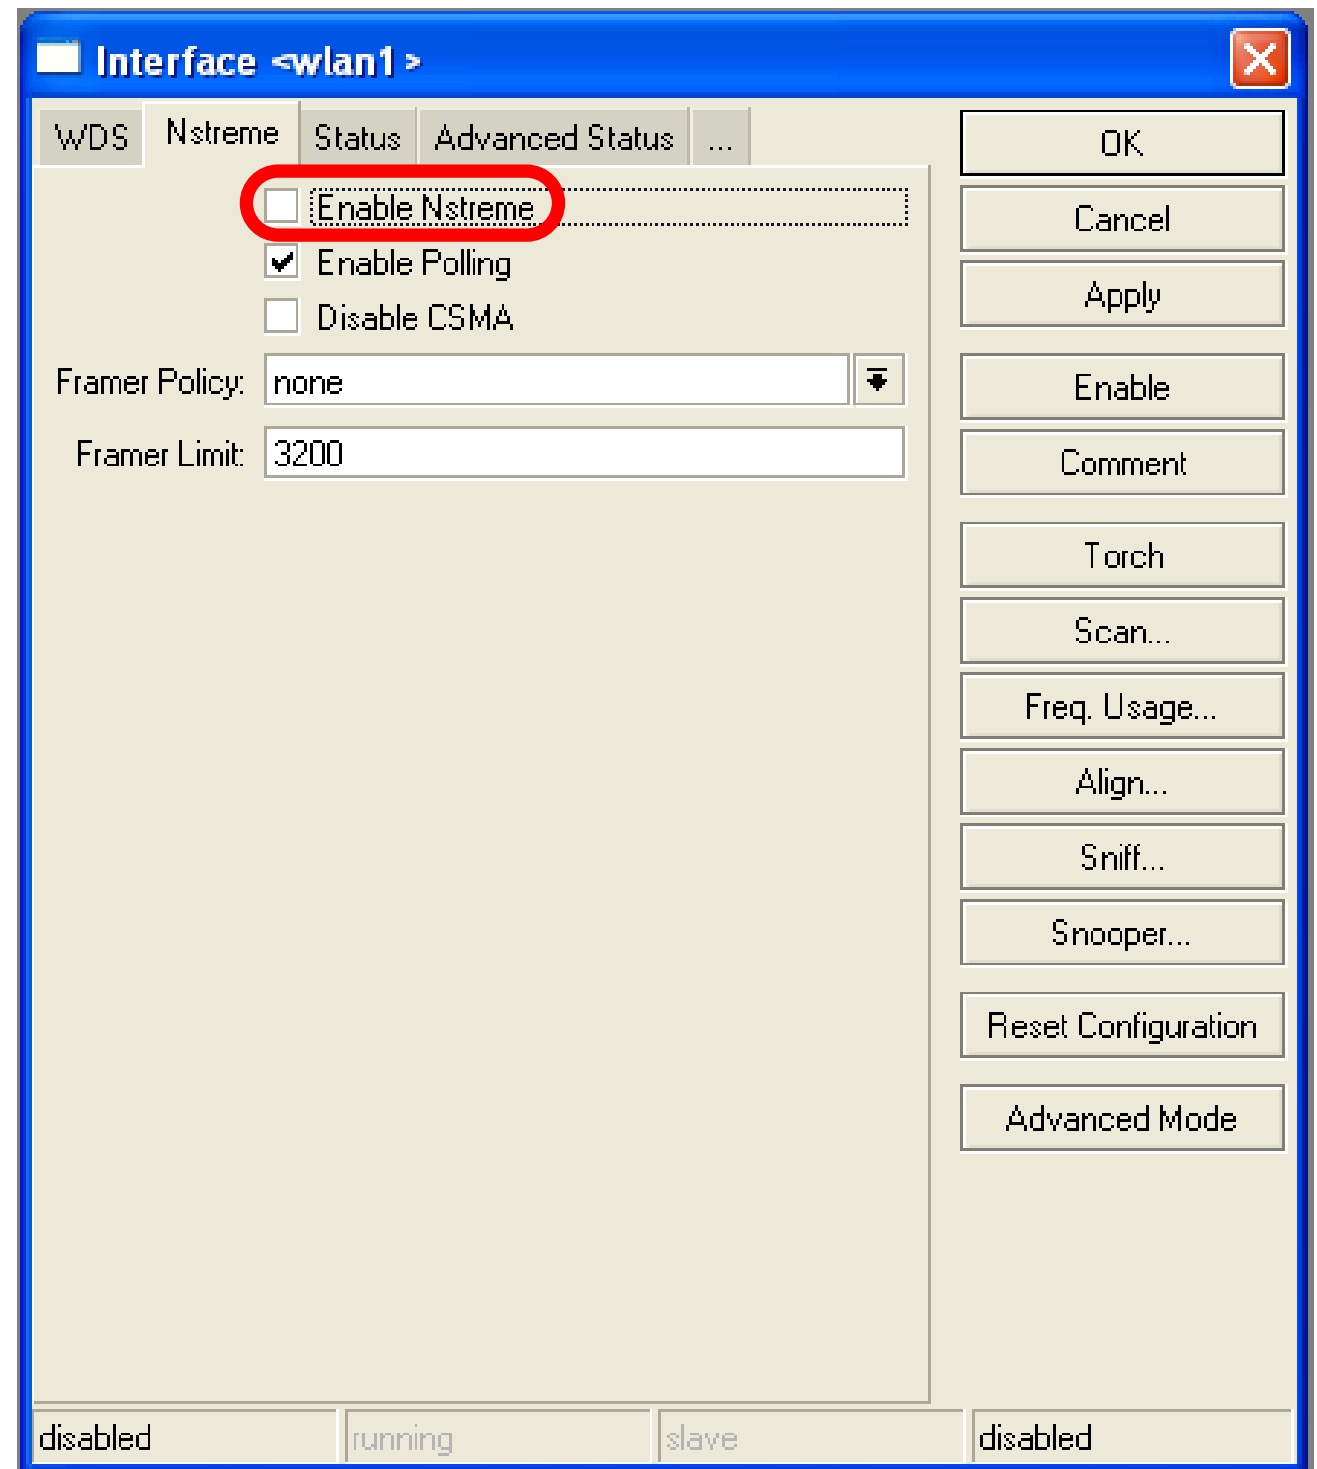 Interface <wlan1>
WDS Nstreme Status Advanced Status ...
Enable Nstreme
Enable Polling
Disable CSMA
Framer Policy: none
Framer Limit: 3200
OK
Cancel
Apply
Enable
Comment
Torch
Scan...
Freq. Usage...
Align...
Sniff...
Snooper...
Reset Configuration
Advanced Mode
disabled running slave disabled